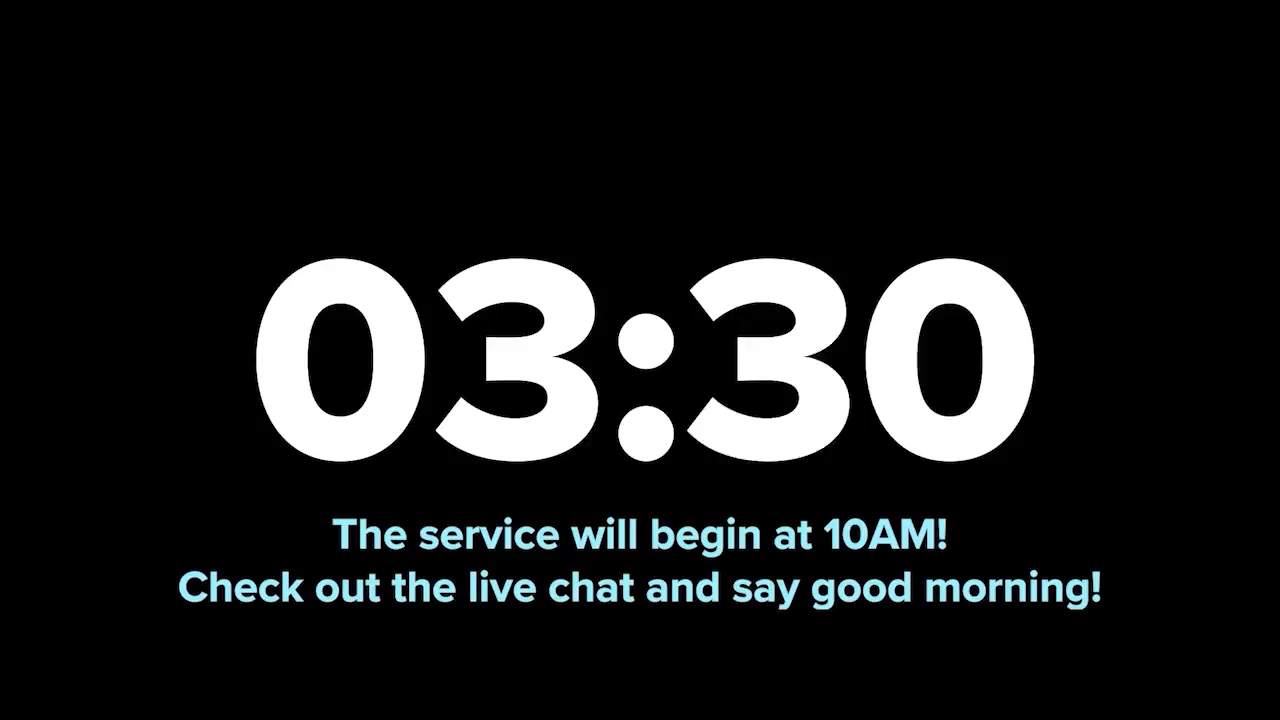 03:30
The service will begin at 10AM!
Check out the live chat and say good morning!